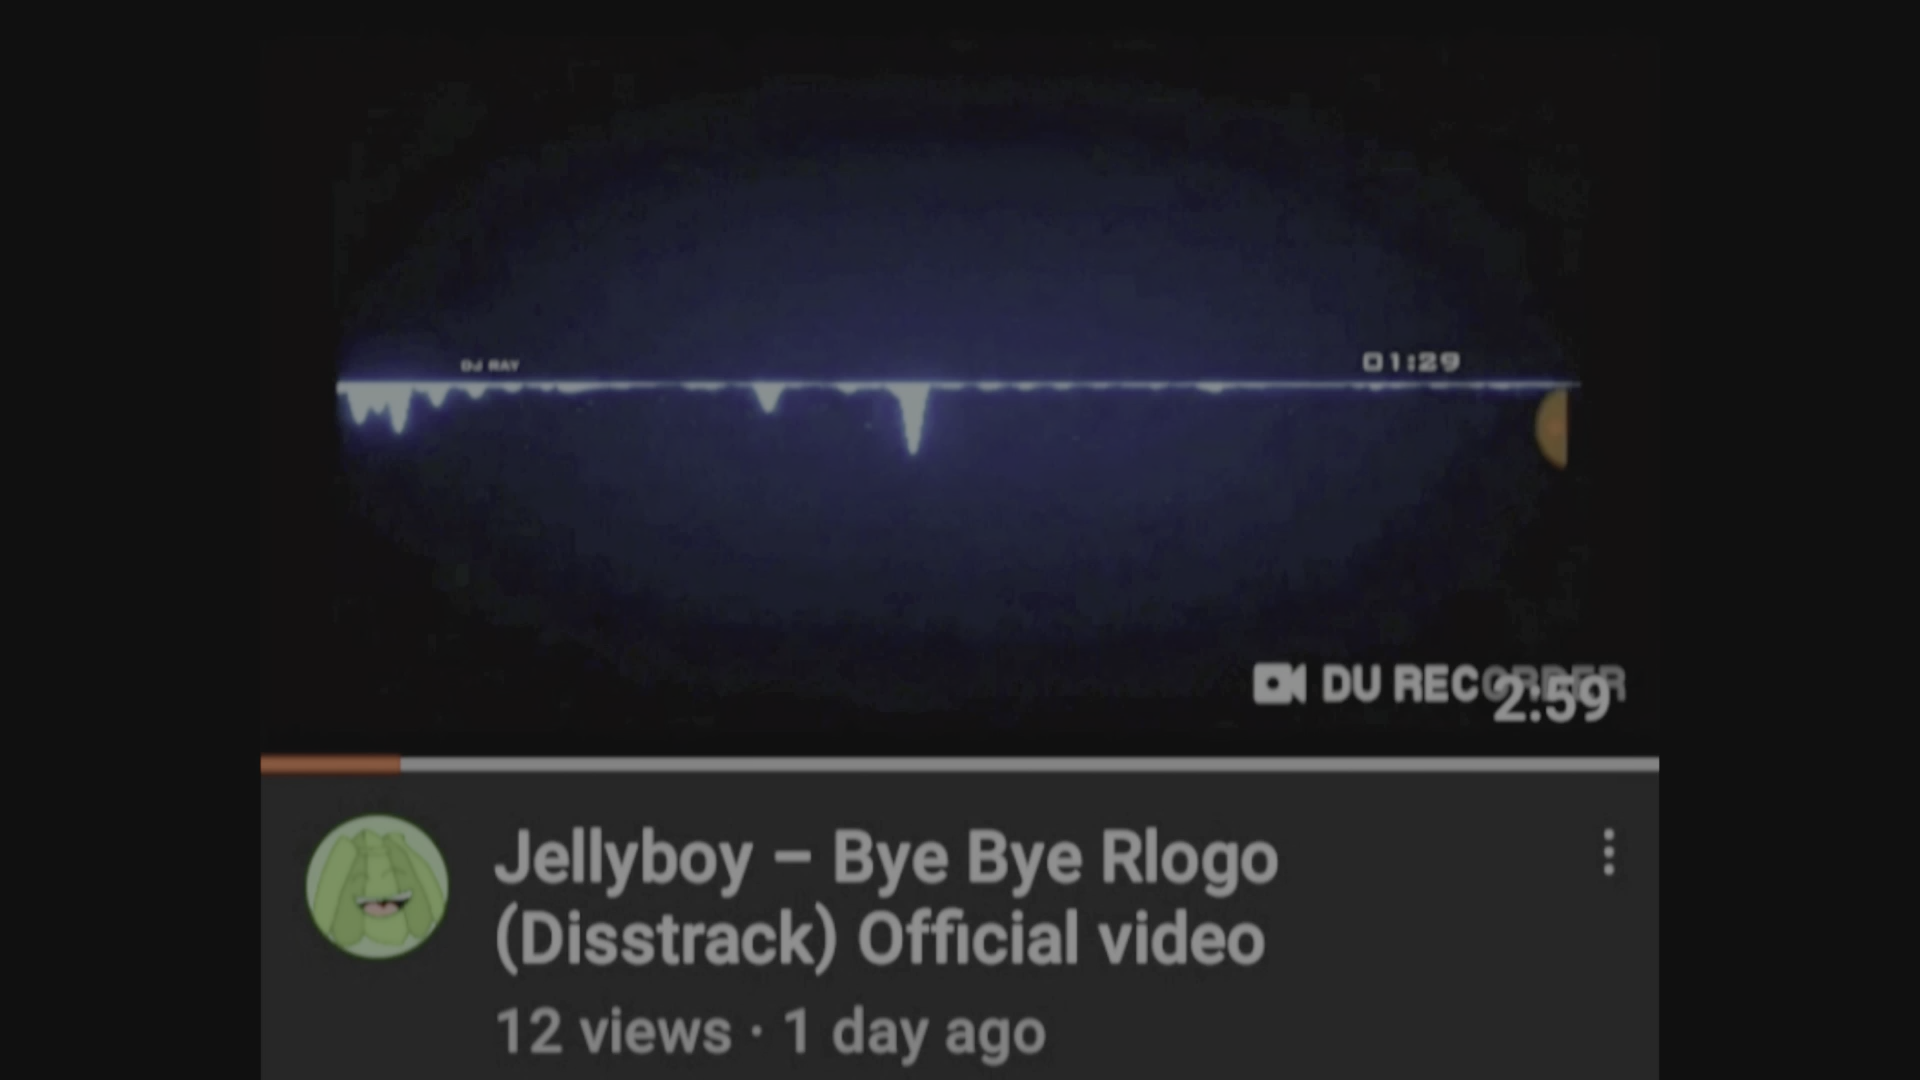 DJ RAY
01:29
DU RECORDER
2:59
Jellyboy – Bye Bye Rlogo
(Disstrack) Official video
12 views · 1 day ago